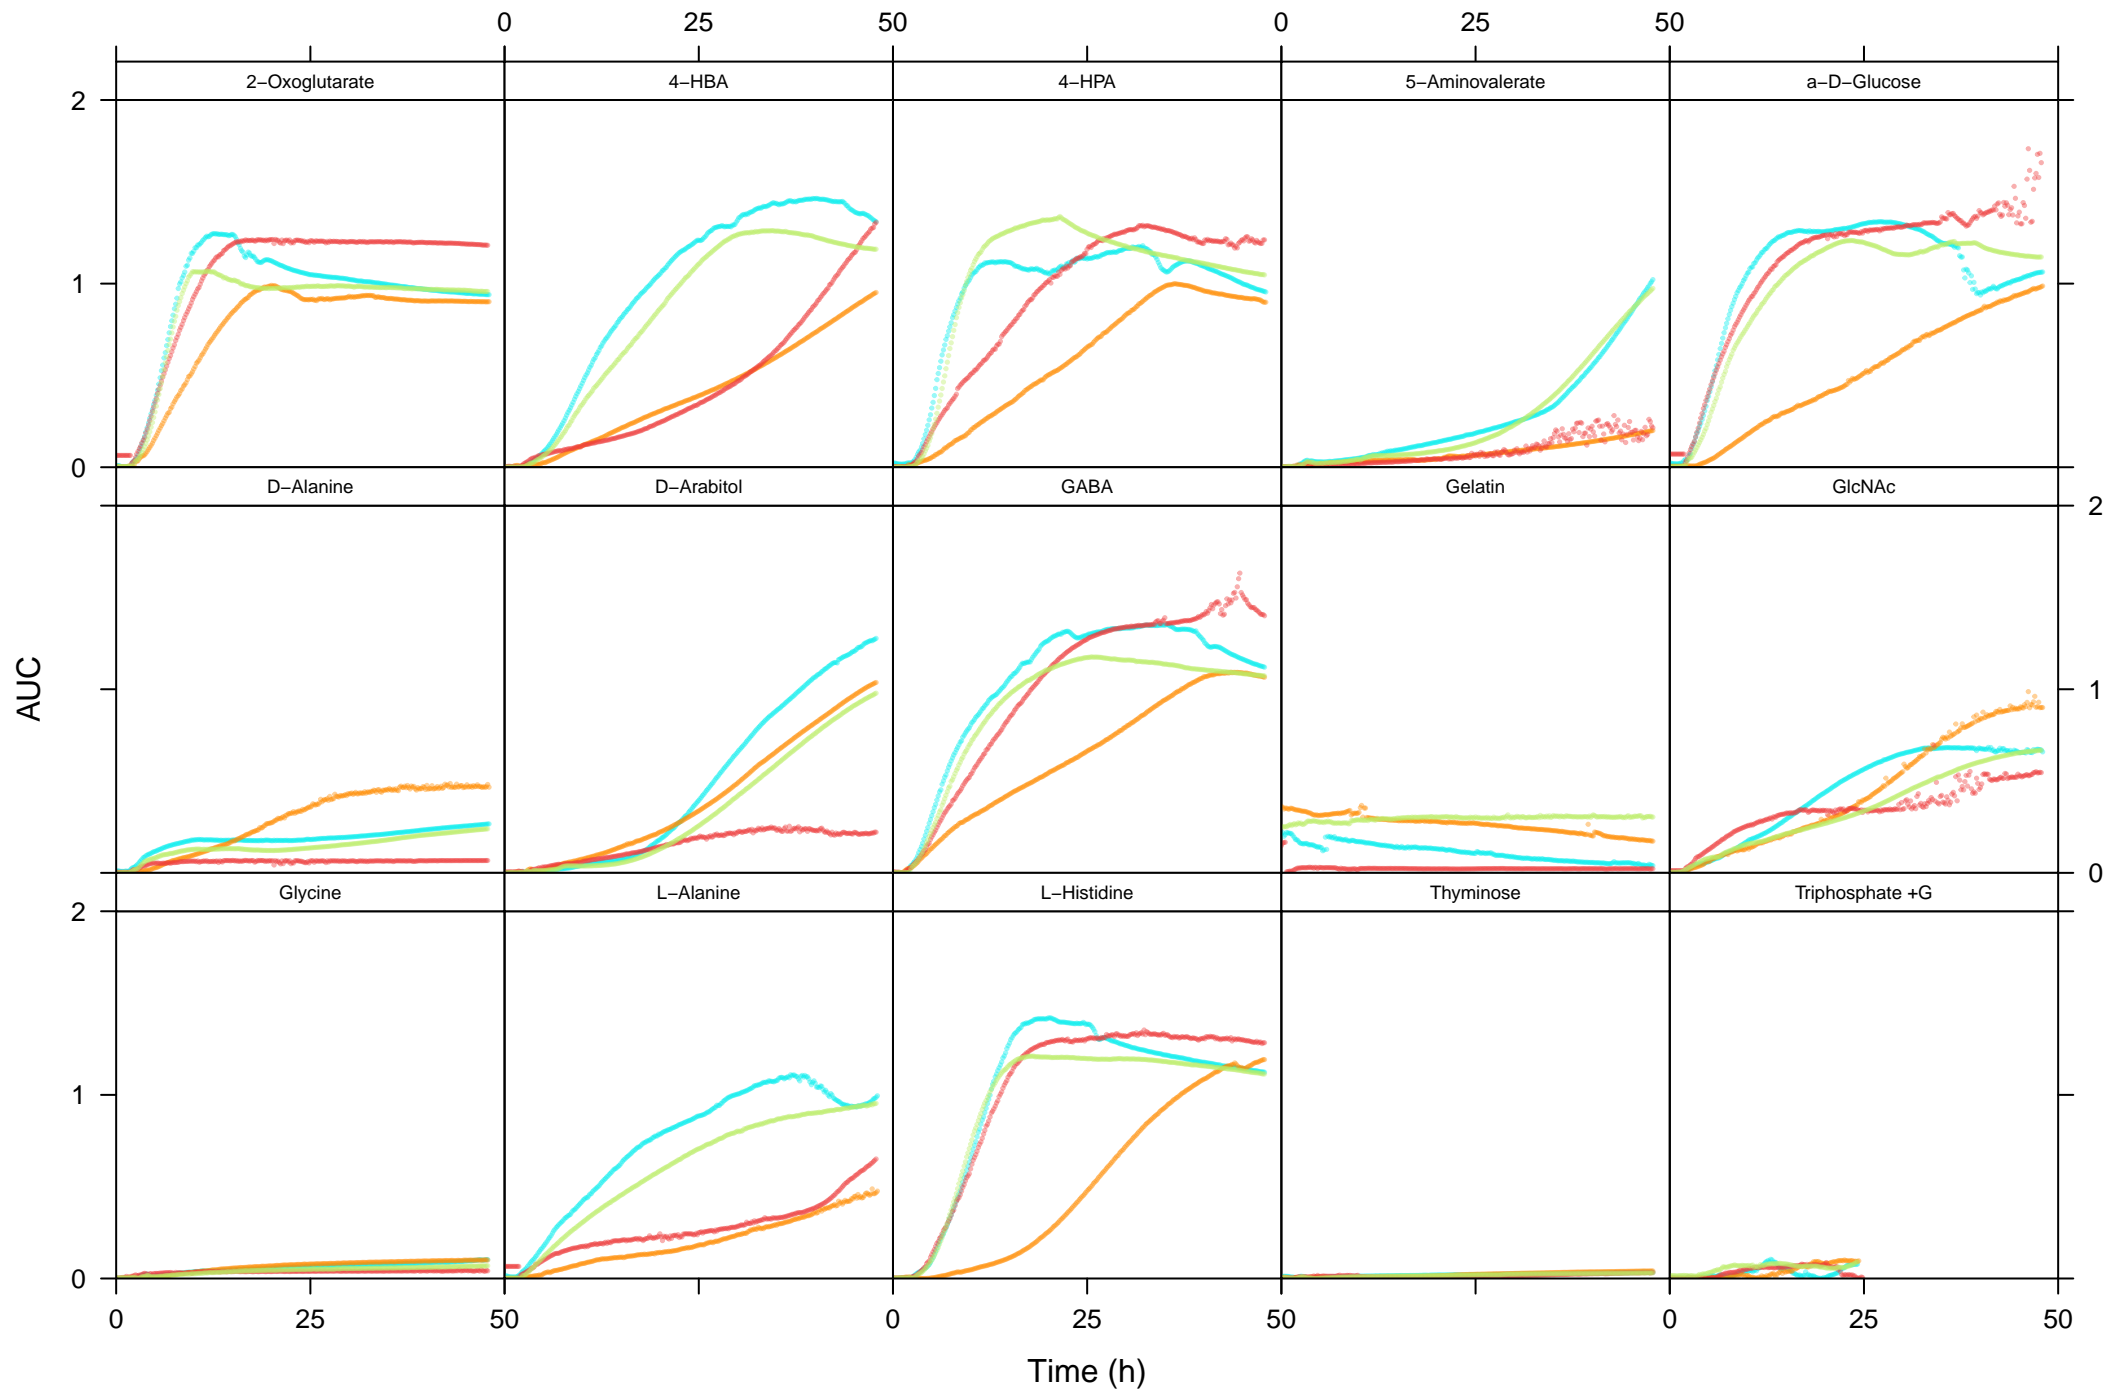 0 25 50 0 25 50
2−Oxoglutarate 4−HBA 4−HPA 5−Aminovalerate a−D−Glucose
2
1
0
D−Alanine D−Arabitol GABA Gelatin GlcNAc
2
1
0
Glycine L−Alanine L−Histidine Thyminose Triphosphate +G
2
1
0
0 25 50 0 25 50 0 25 50
AUC
Time (h)